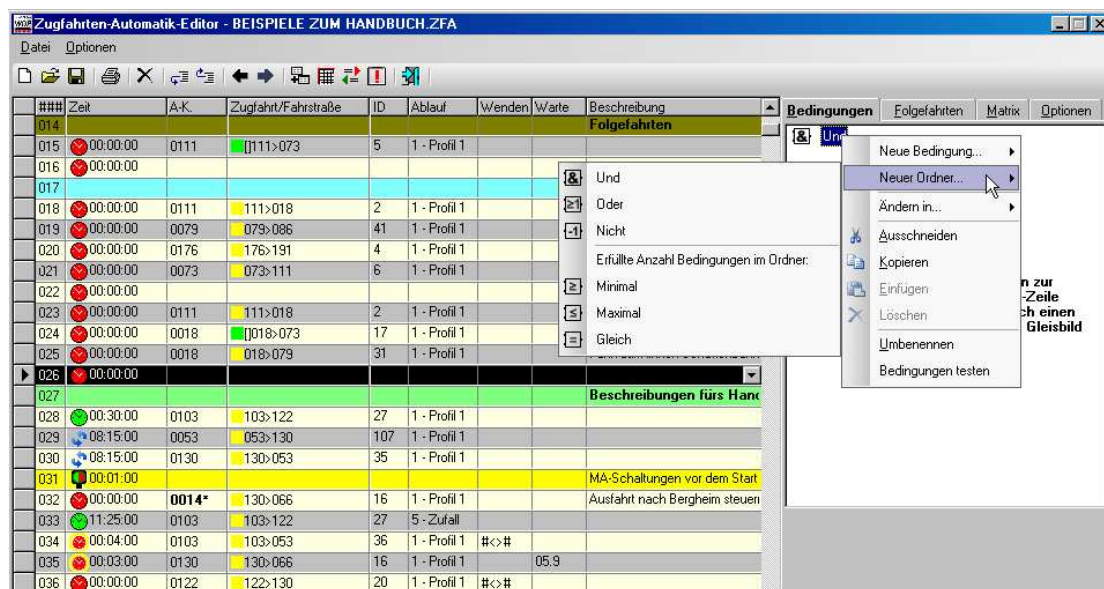 Zugfahrten-Automatik-Editor - BEISPIELE ZUM HANDBUCH.ZFA
Datei Optionen
### Zeit A-K. Zugfahrt/Fahrstraße ID Ablauf Wenden Warte Beschreibung
014 Folgefahrten
015 00:00:00 0111 []111>073 5 1 - Profil 1
016 00:00:00
017
018 00:00:00 0111 111>018 2 1 - Profil 1
019 00:00:00 0079 079>086 41 1 - Profil 1
020 00:00:00 0176 176>191 4 1 - Profil 1
021 00:00:00 0073 073>111 6 1 - Profil 1
022 00:00:00
023 00:00:00 0111 111>018 2 1 - Profil 1
024 00:00:00 0018 []018>073 17 1 - Profil 1
025 00:00:00 0018 018>079 31 1 - Profil 1
026 00:00:00
027 Beschreibungen fürs Hand
028 00:30:00 0103 103>122 27 1 - Profil 1
029 08:15:00 0053 053>130 107 1 - Profil 1
030 08:15:00 0130 130>053 35 1 - Profil 1
031 00:01:00 MA-Schaltungen vor dem Start
032 00:00:00 0014* 130>066 16 1 - Profil 1 Ausfahrt nach Bergheim steuern
033 11:25:00 0103 103>122 27 5 - Zufall
034 00:04:00 0103 103>053 36 1 - Profil 1 #<>#
035 00:03:00 0130 130>066 16 1 - Profil 1 05.9
036 00:00:00 0122 122>130 20 1 - Profil 1 #<>#
Bedingungen Folgefahrten Matrix Optionen
& Und
Neue Bedingung...
Neuer Ordner...
Ändern in...
Ausschneiden
Kopieren
Einfügen
Löschen
Umbenennen
Bedingungen testen
& Und
≥1 Oder
-1 Nicht
Erfüllte Anzahl Bedingungen im Ordner:
≥ Minimal
≤ Maximal
= Gleich
n zur
-Zeile
ch einen
Gleisbild